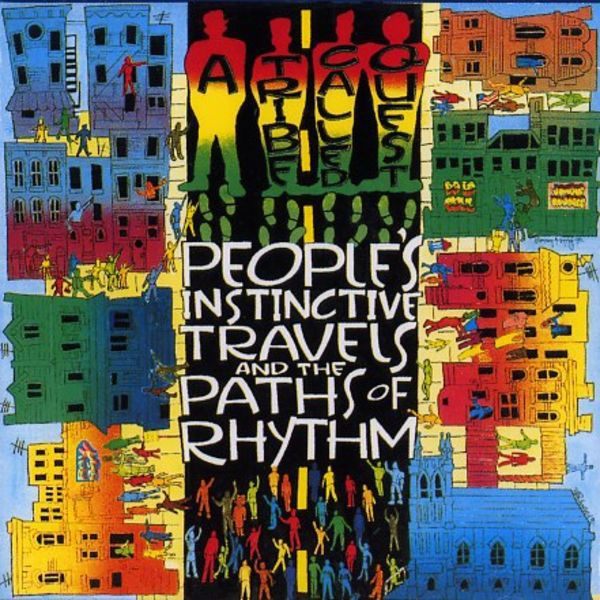 A
TRIBE
CALLED
QUEST
PEOPLE'S
INSTINCTIVE
TRAVELS
AND THE
PATHS OF
RHYTHM